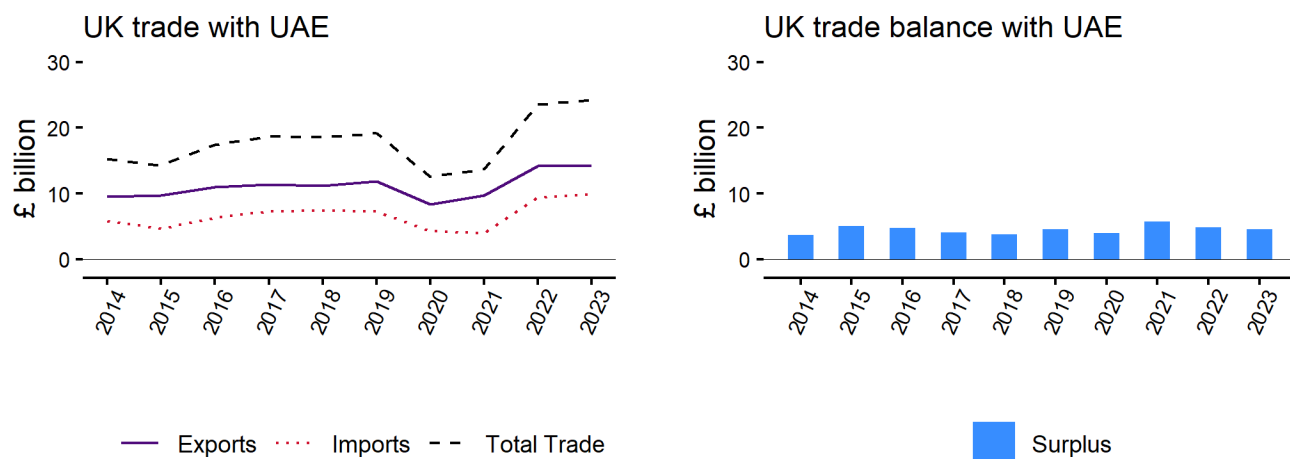 UK trade with UAE
£ billion
30
20
10
0
2014 2015 2016 2017 2018 2019 2020 2021 2022 2023
Exports Imports Total Trade
UK trade balance with UAE
£ billion
30
20
10
0
2014 2015 2016 2017 2018 2019 2020 2021 2022 2023
Surplus